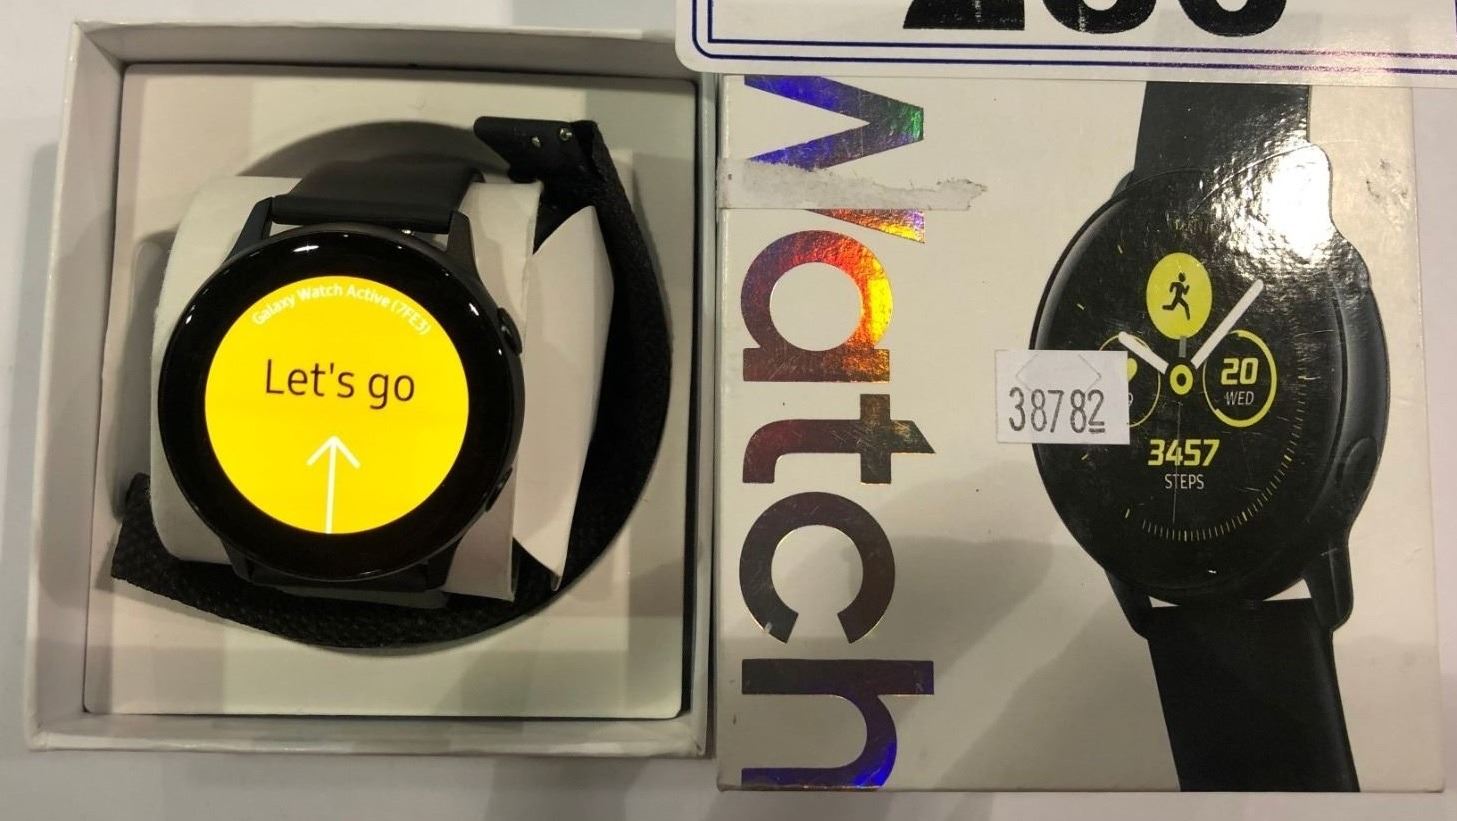 Galaxy Watch Active (7FE3)
Let's go
Watch
38782
20
WED
3457
STEPS